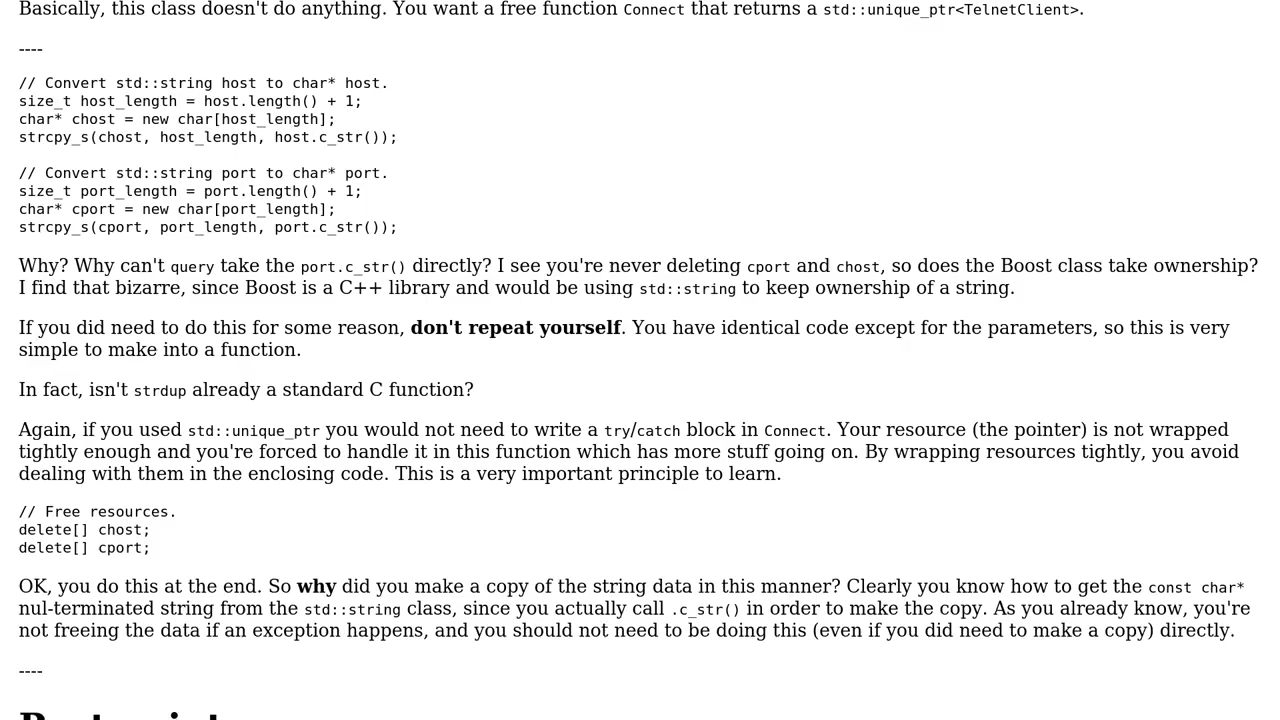 Basically, this class doesn't do anything. You want a free function Connect that returns a std::unique_ptr<TelnetClient>.
----
// Convert std::string host to char* host.
size_t host_length = host.length() + 1;
char* chost = new char[host_length];
strcpy_s(chost, host_length, host.c_str());
// Convert std::string port to char* port.
size_t port_length = port.length() + 1;
char* cport = new char[port_length];
strcpy_s(cport, port_length, port.c_str());
Why? Why can't query take the port.c_str() directly? I see you're never deleting cport and chost, so does the Boost class take ownership?
I find that bizarre, since Boost is a C++ library and would be using std::string to keep ownership of a string.
If you did need to do this for some reason, don't repeat yourself. You have identical code except for the parameters, so this is very
simple to make into a function.
In fact, isn't strdup already a standard C function?
Again, if you used std::unique_ptr you would not need to write a try/catch block in Connect. Your resource (the pointer) is not wrapped
tightly enough and you're forced to handle it in this function which has more stuff going on. By wrapping resources tightly, you avoid
dealing with them in the enclosing code. This is a very important principle to learn.
// Free resources.
delete[] chost;
delete[] cport;
OK, you do this at the end. So why did you make a copy of the string data in this manner? Clearly you know how to get the const char*
nul-terminated string from the std::string class, since you actually call .c_str() in order to make the copy. As you already know, you're
not freeing the data if an exception happens, and you should not need to be doing this (even if you did need to make a copy) directly.
----